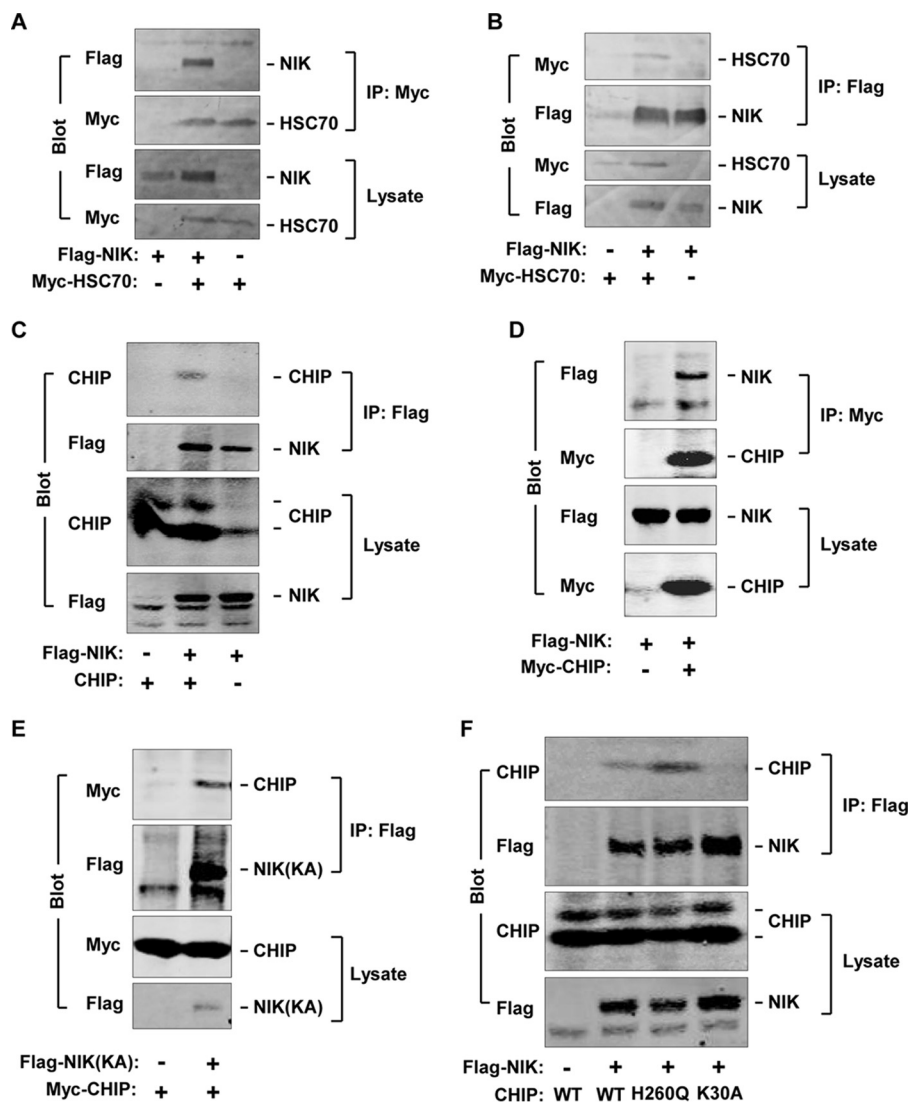 A
Blot
Flag
- NIK
IP: Myc
Myc
- HSC70
Flag
- NIK
Lysate
Myc
- HSC70
Flag-NIK: + + -
Myc-HSC70: - + +
B
Blot
Myc
- HSC70
IP: Flag
Flag
- NIK
Myc
- HSC70
Lysate
Flag
- NIK
Flag-NIK: - + +
Myc-HSC70: + + -
C
Blot
CHIP
- CHIP
IP: Flag
Flag
- NIK
CHIP
- CHIP
-
Lysate
Flag
- NIK
Flag-NIK: - + +
CHIP: + + -
D
Blot
Flag
- NIK
IP: Myc
Myc
- CHIP
Flag
- NIK
Lysate
Myc
- CHIP
Flag-NIK: + +
Myc-CHIP: - +
E
Blot
Myc
- CHIP
IP: Flag
Flag
- NIK(KA)
Myc
- CHIP
Lysate
Flag
- NIK(KA)
Flag-NIK(KA): - +
Myc-CHIP: + +
F
Blot
CHIP
- CHIP
IP: Flag
Flag
- NIK
CHIP
- CHIP
-
Lysate
Flag
- NIK
Flag-NIK: - + + +
CHIP: WT WT H260Q K30A